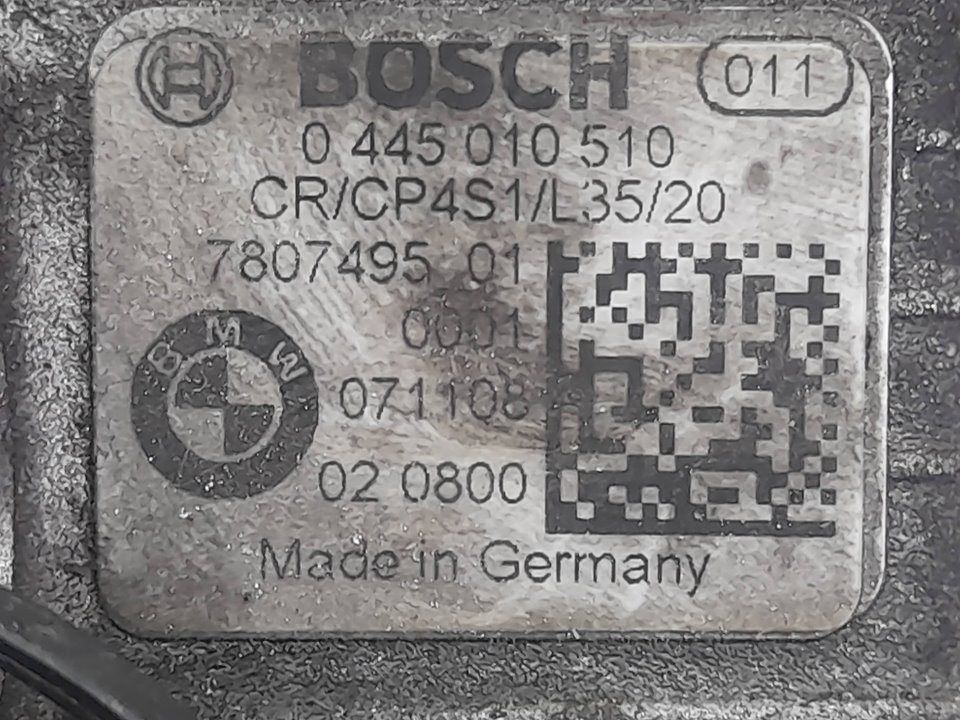 BOSCH 011
0 445 010 510
CR/CP4S1/L35/20
7807495 01
0001
BMW
071108
02 0800
Made in Germany